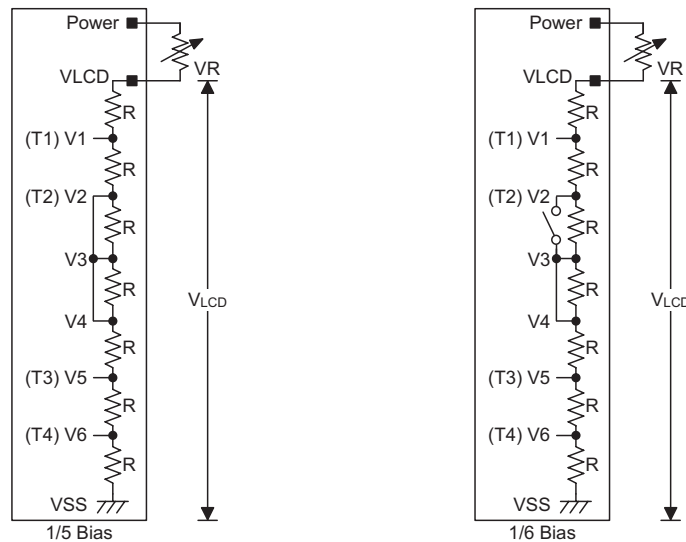 Power
VLCD
VR
R
(T1) V1
R
(T2) V2
R
V3
R
VLCD
V4
R
(T3) V5
R
(T4) V6
R
VSS
1/5 Bias
Power
VLCD
VR
R
(T1) V1
R
(T2) V2
R
V3
R
VLCD
V4
R
(T3) V5
R
(T4) V6
R
VSS
1/6 Bias